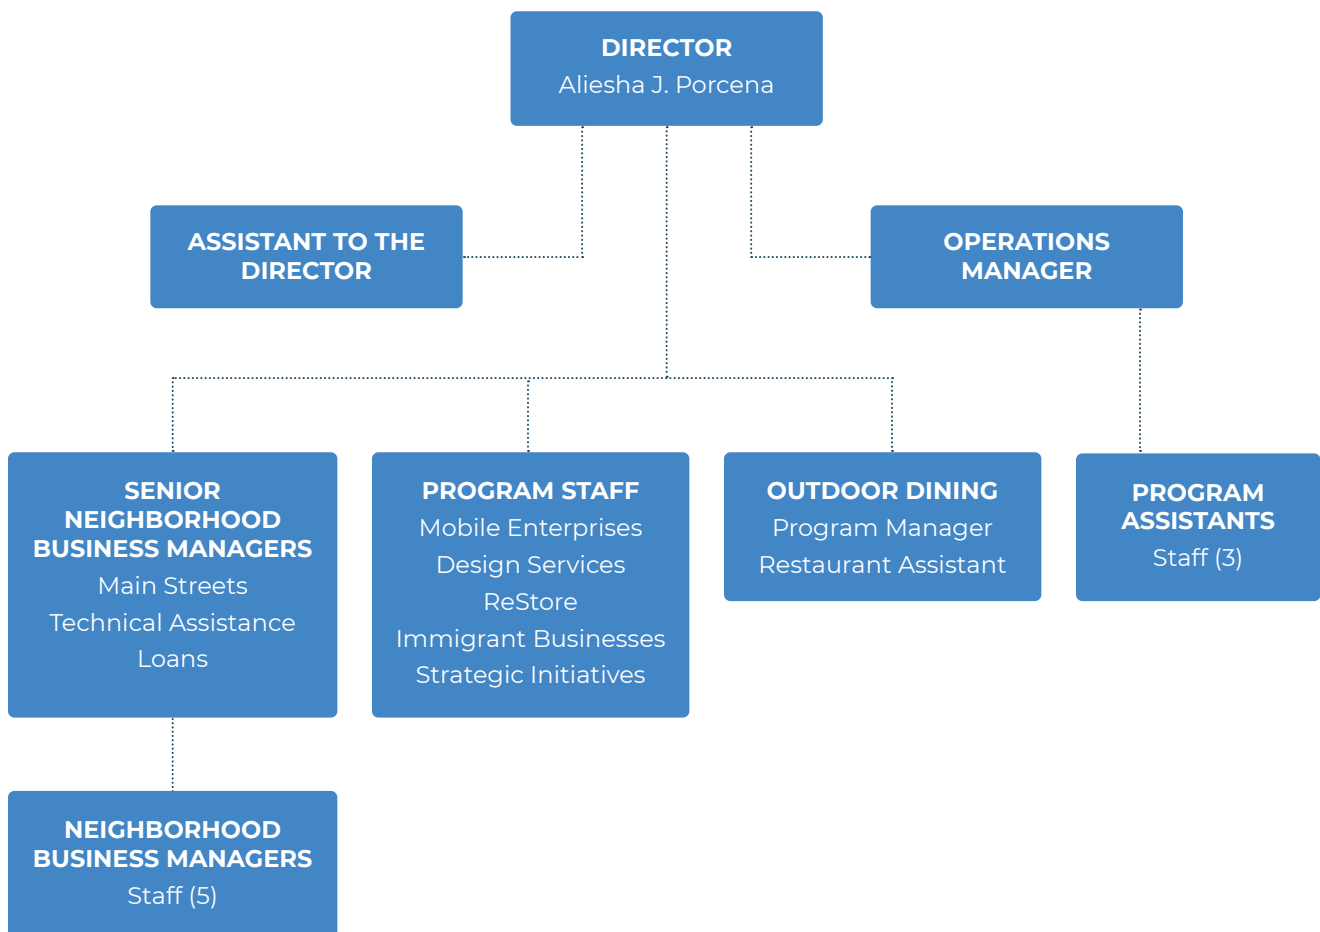 DIRECTOR
Aliesha J. Porcena
ASSISTANT TO THE
DIRECTOR
OPERATIONS
MANAGER
SENIOR
NEIGHBORHOOD
BUSINESS MANAGERS
Main Streets
Technical Assistance
Loans
PROGRAM STAFF
Mobile Enterprises
Design Services
ReStore
Immigrant Businesses
Strategic Initiatives
OUTDOOR DINING
Program Manager
Restaurant Assistant
PROGRAM
ASSISTANTS
Staff (3)
NEIGHBORHOOD
BUSINESS MANAGERS
Staff (5)